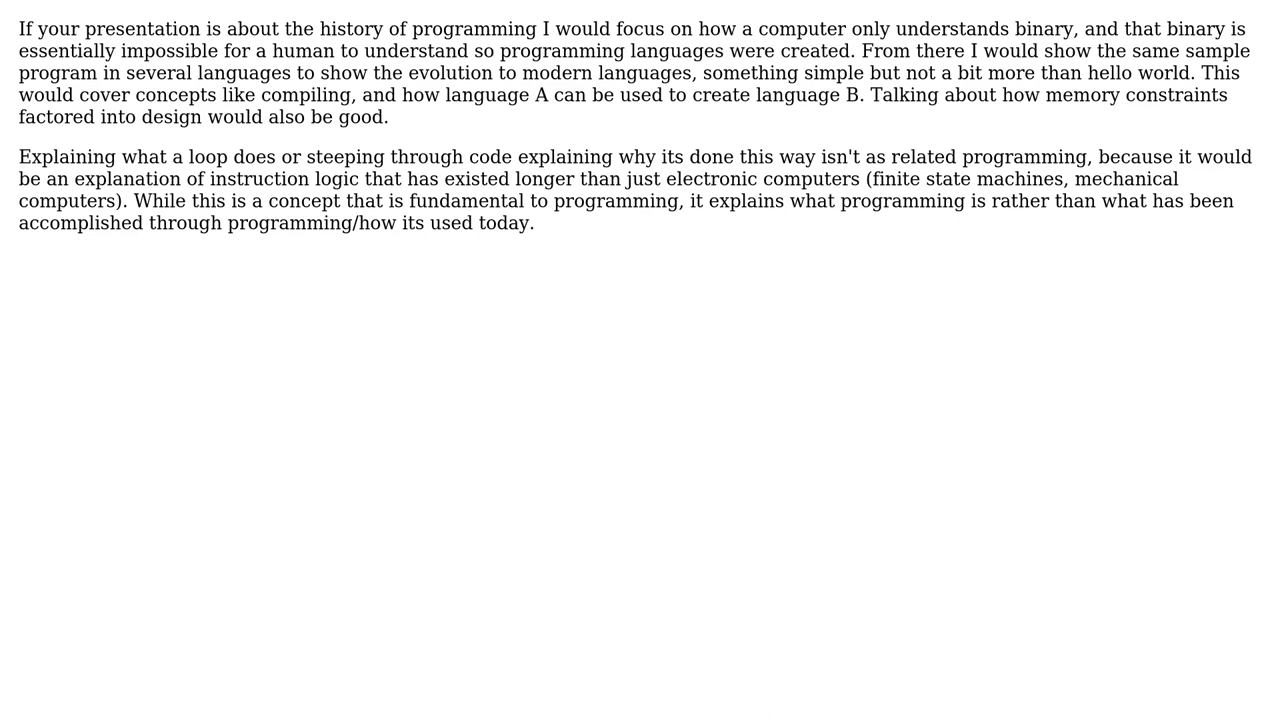 If your presentation is about the history of programming I would focus on how a computer only understands binary, and that binary is
essentially impossible for a human to understand so programming languages were created. From there I would show the same sample
program in several languages to show the evolution to modern languages, something simple but not a bit more than hello world. This
would cover concepts like compiling, and how language A can be used to create language B. Talking about how memory constraints
factored into design would also be good.
Explaining what a loop does or steeping through code explaining why its done this way isn't as related programming, because it would
be an explanation of instruction logic that has existed longer than just electronic computers (finite state machines, mechanical
computers). While this is a concept that is fundamental to programming, it explains what programming is rather than what has been
accomplished through programming/how its used today.